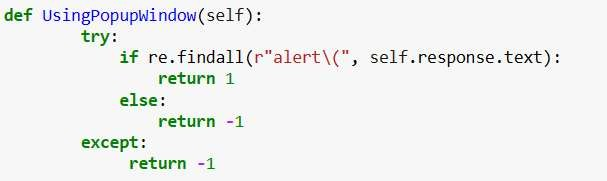 def UsingPopupWindow(self):
        try:
            if re.findall(r"alert\(", self.response.text):
                return 1
            else:
                return -1
        except:
             return -1